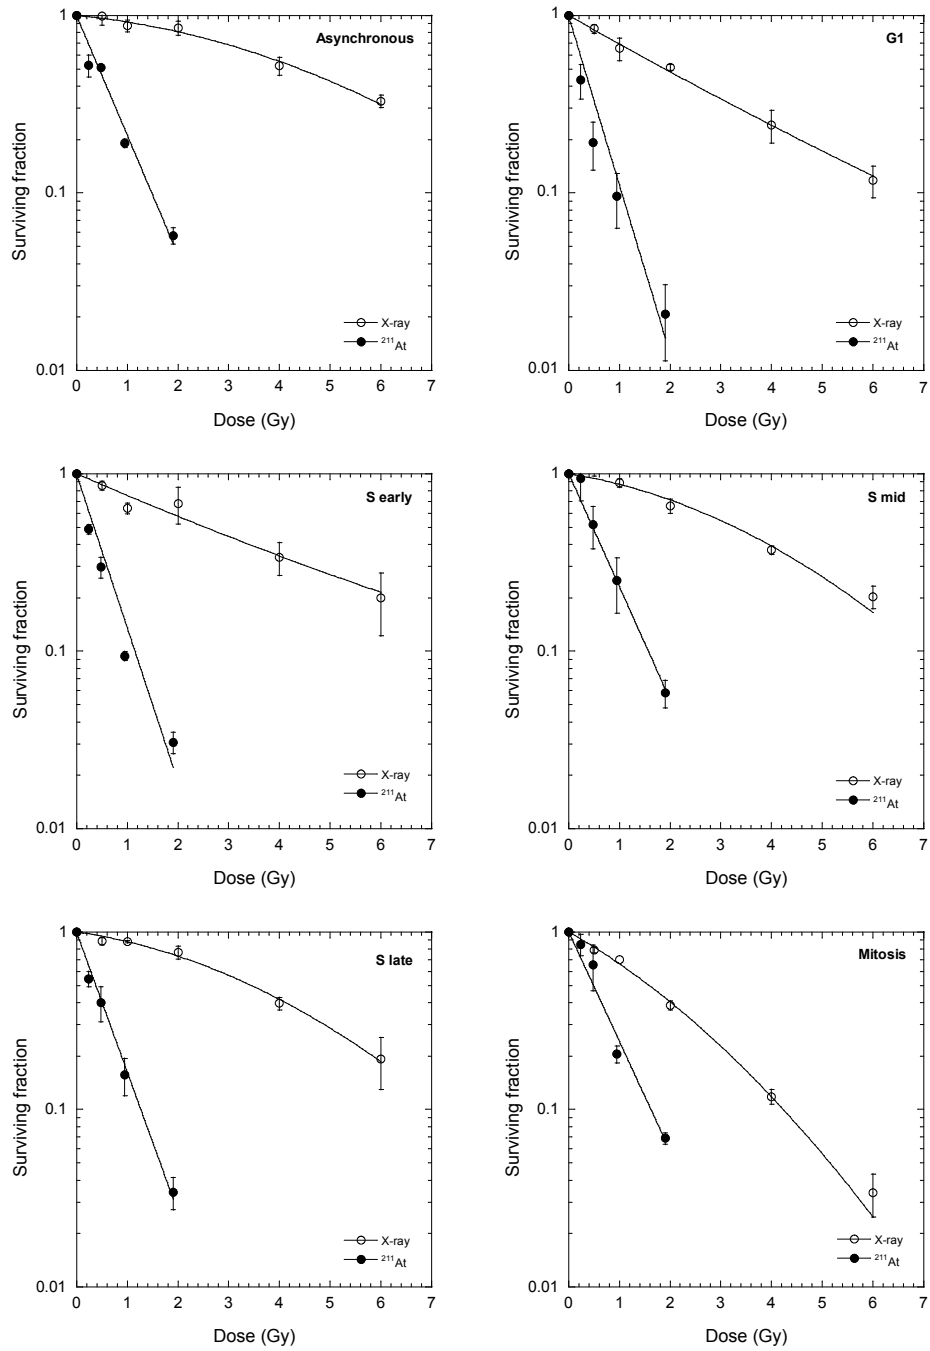 1
Asynchronous
0.1
Surviving fraction
X-ray
211At
0.01
0 1 2 3 4 5 6 7
Dose (Gy)
1
G1
0.1
Surviving fraction
X-ray
211At
0.01
0 1 2 3 4 5 6 7
Dose (Gy)
1
S early
0.1
Surviving fraction
X-ray
211At
0.01
0 1 2 3 4 5 6 7
Dose (Gy)
1
S mid
0.1
Surviving fraction
X-ray
211At
0.01
0 1 2 3 4 5 6 7
Dose (Gy)
1
S late
0.1
Surviving fraction
X-ray
211At
0.01
0 1 2 3 4 5 6 7
Dose (Gy)
1
Mitosis
0.1
Surviving fraction
X-ray
211At
0.01
0 1 2 3 4 5 6 7
Dose (Gy)